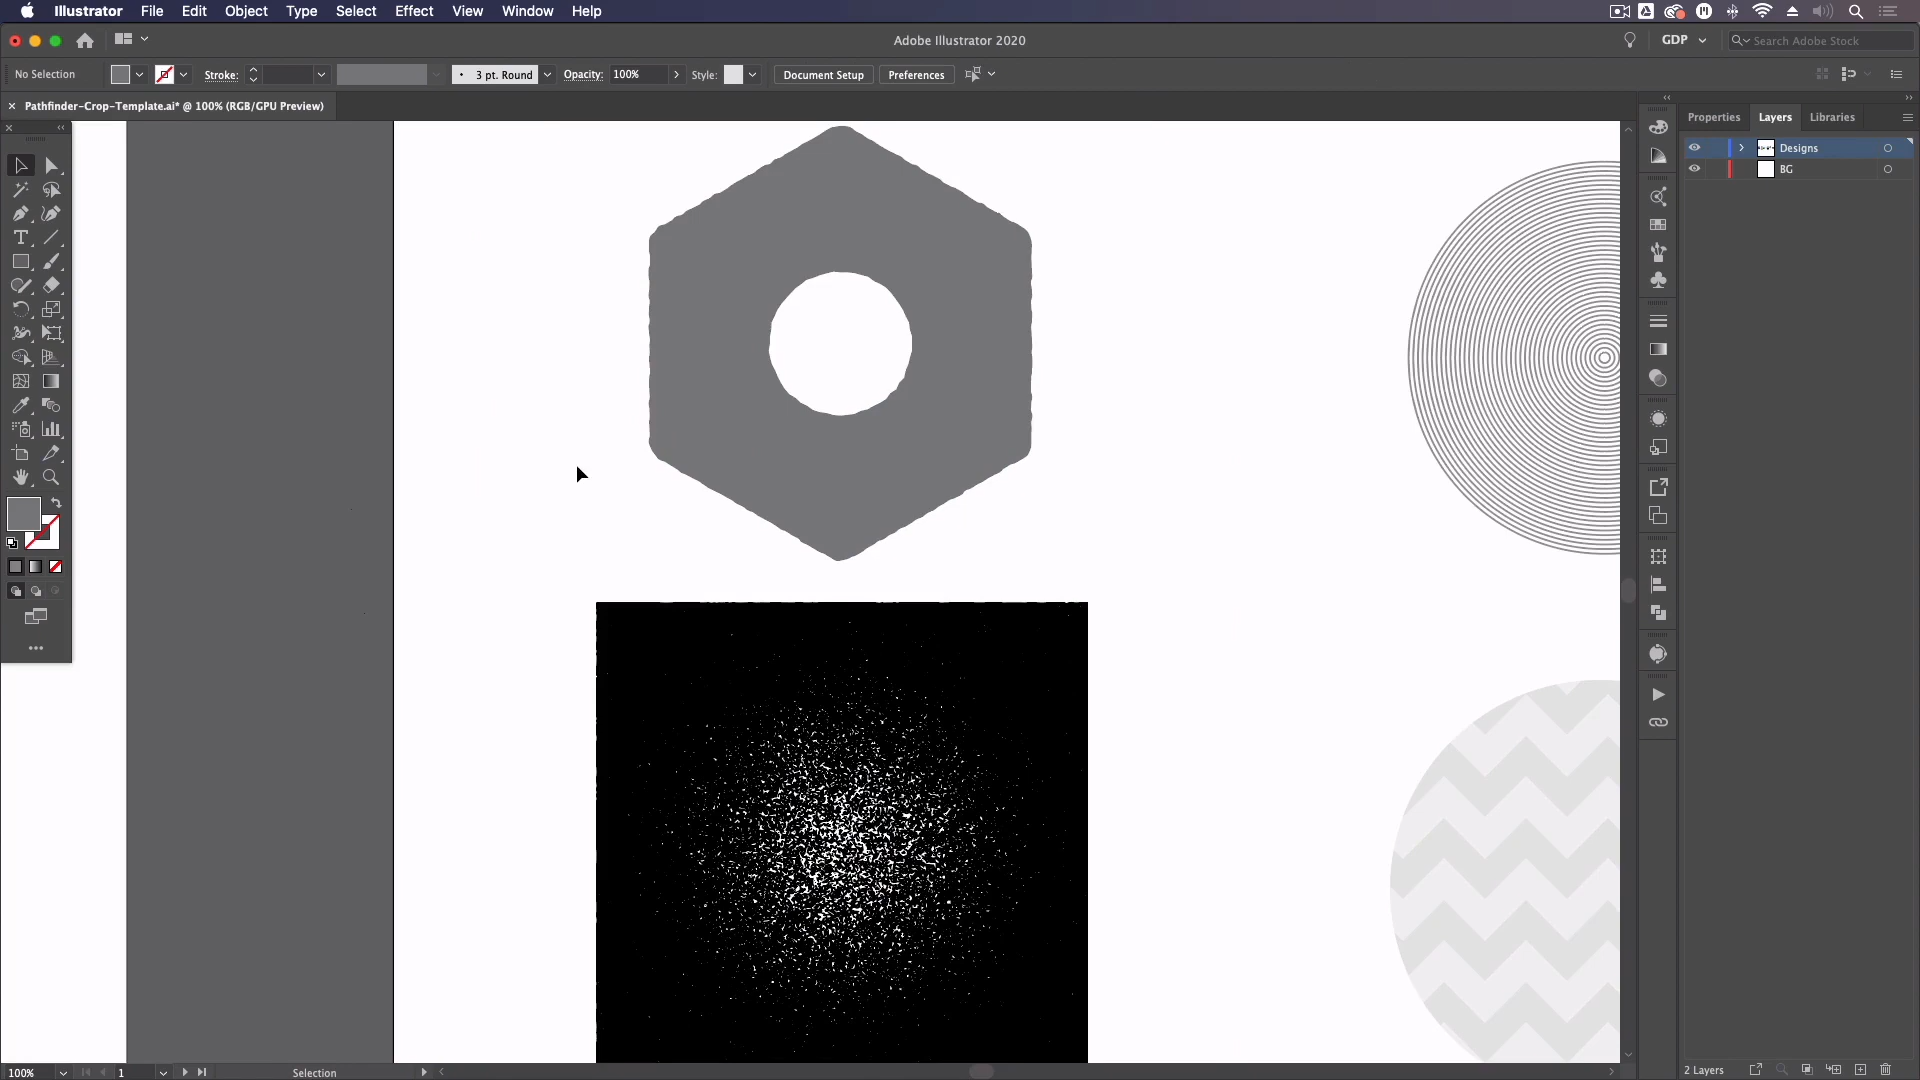 Illustrator File Edit Object Type Select Effect View Window Help
Adobe Illustrator 2020
GDP
Search Adobe Stock
No Selection
Stroke:
3 pt. Round
Opacity: 100%
Style:
Document Setup
Preferences
Pathfinder-Crop-Template.ai* @ 100% (RGB/GPU Preview)
Properties Layers Libraries
Designs
BG
100%
1
Selection
2 Layers